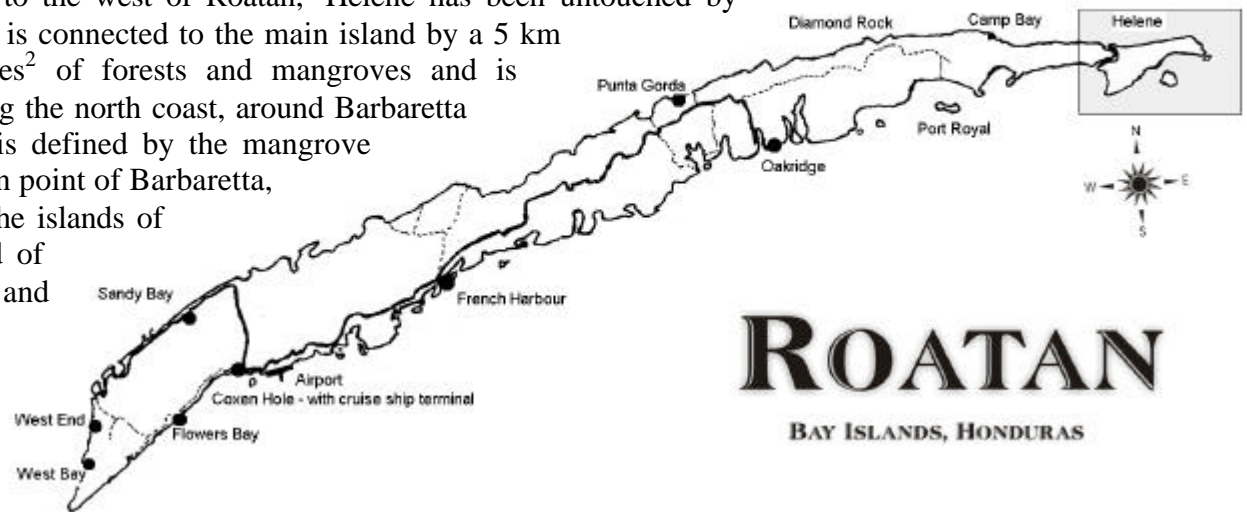 to the west of Roatan, Helene has been untouched by
is connected to the main island by a 5 km
es² of forests and mangroves and is
g the north coast, around Barbaretta
is defined by the mangrove
n point of Barbaretta,
he islands of
d of
and
Diamond Rock
Camp Bay
Helene
Punta Gorda
Port Royal
Oakridge
N
W
E
S
Sandy Bay
French Harbour
Airport
Coxen Hole - with cruise ship terminal
West End
Flowers Bay
West Bay
ROATAN
BAY ISLANDS, HONDURAS